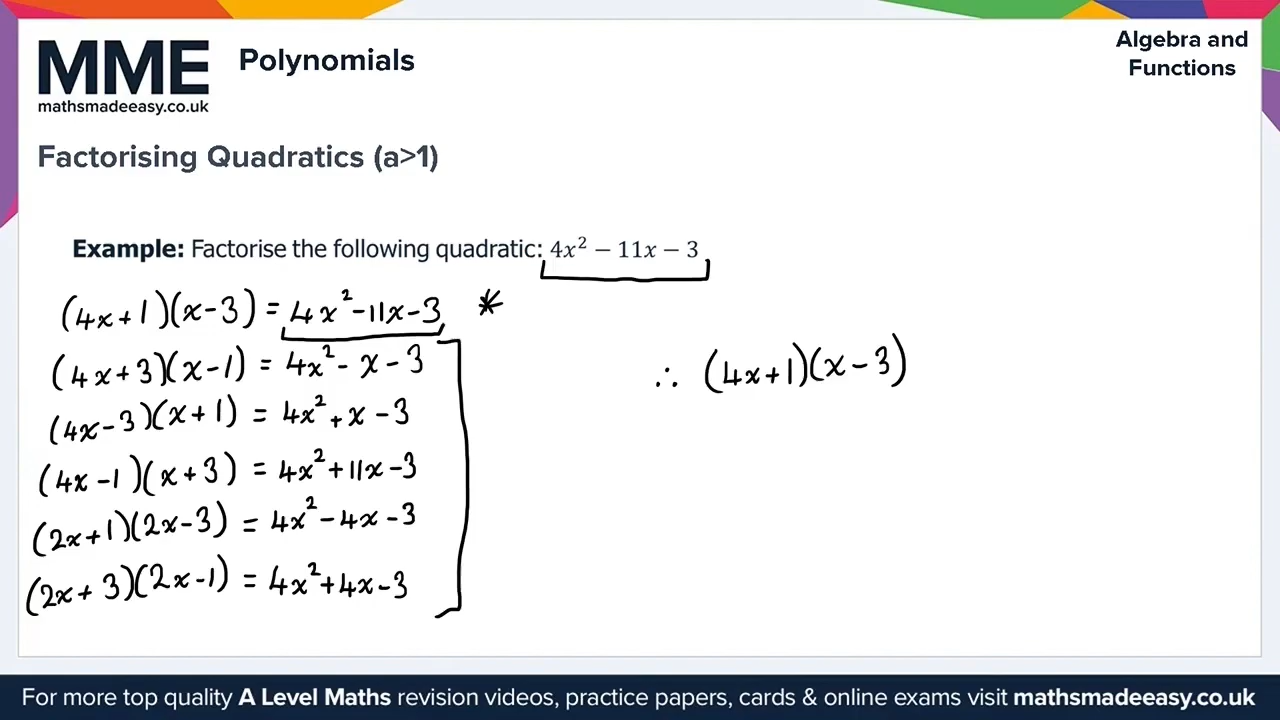 MME
mathsmadeeasy.co.uk
Polynomials
Algebra and
Functions
Factorising Quadratics (a>1)
Example: Factorise the following quadratic: 4x² − 11x − 3
(4x+1)(x-3) = 4x²-11x-3 *
(4x+3)(x-1) = 4x²-x-3
(4x-3)(x+1) = 4x²+x-3
(4x-1)(x+3) = 4x²+11x-3
(2x+1)(2x-3) = 4x²-4x-3
(2x+3)(2x-1) = 4x²+4x-3
∴ (4x+1)(x-3)
For more top quality A Level Maths revision videos, practice papers, cards & online exams visit mathsmadeeasy.co.uk